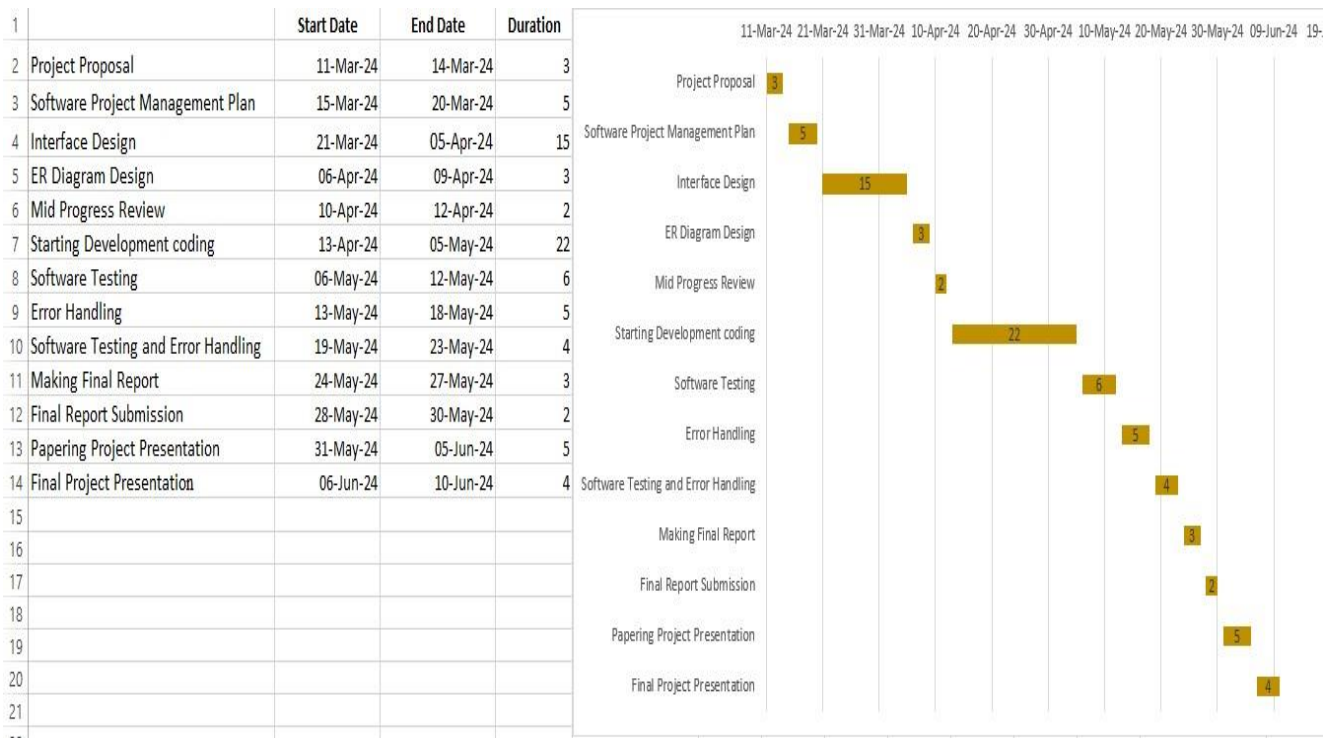 1 Start Date End Date Duration
2 Project Proposal 11-Mar-24 14-Mar-24 3
3 Software Project Management Plan 15-Mar-24 20-Mar-24 5
4 Interface Design 21-Mar-24 05-Apr-24 15
5 ER Diagram Design 06-Apr-24 09-Apr-24 3
6 Mid Progress Review 10-Apr-24 12-Apr-24 2
7 Starting Development coding 13-Apr-24 05-May-24 22
8 Software Testing 06-May-24 12-May-24 6
9 Error Handling 13-May-24 18-May-24 5
10 Software Testing and Error Handling 19-May-24 23-May-24 4
11 Making Final Report 24-May-24 27-May-24 3
12 Final Report Submission 28-May-24 30-May-24 2
13 Papering Project Presentation 31-May-24 05-Jun-24 5
14 Final Project Presentation 06-Jun-24 10-Jun-24 4
15
16
17
18
19
20
21
11-Mar-24 21-Mar-24 31-Mar-24 10-Apr-24 20-Apr-24 30-Apr-24 10-May-24 20-May-24 30-May-24 09-Jun-24 19-
Project Proposal 3
Software Project Management Plan 5
Interface Design 15
ER Diagram Design 3
Mid Progress Review 2
Starting Development coding 22
Software Testing 6
Error Handling 5
Software Testing and Error Handling 4
Making Final Report 3
Final Report Submission 2
Papering Project Presentation 5
Final Project Presentation 4